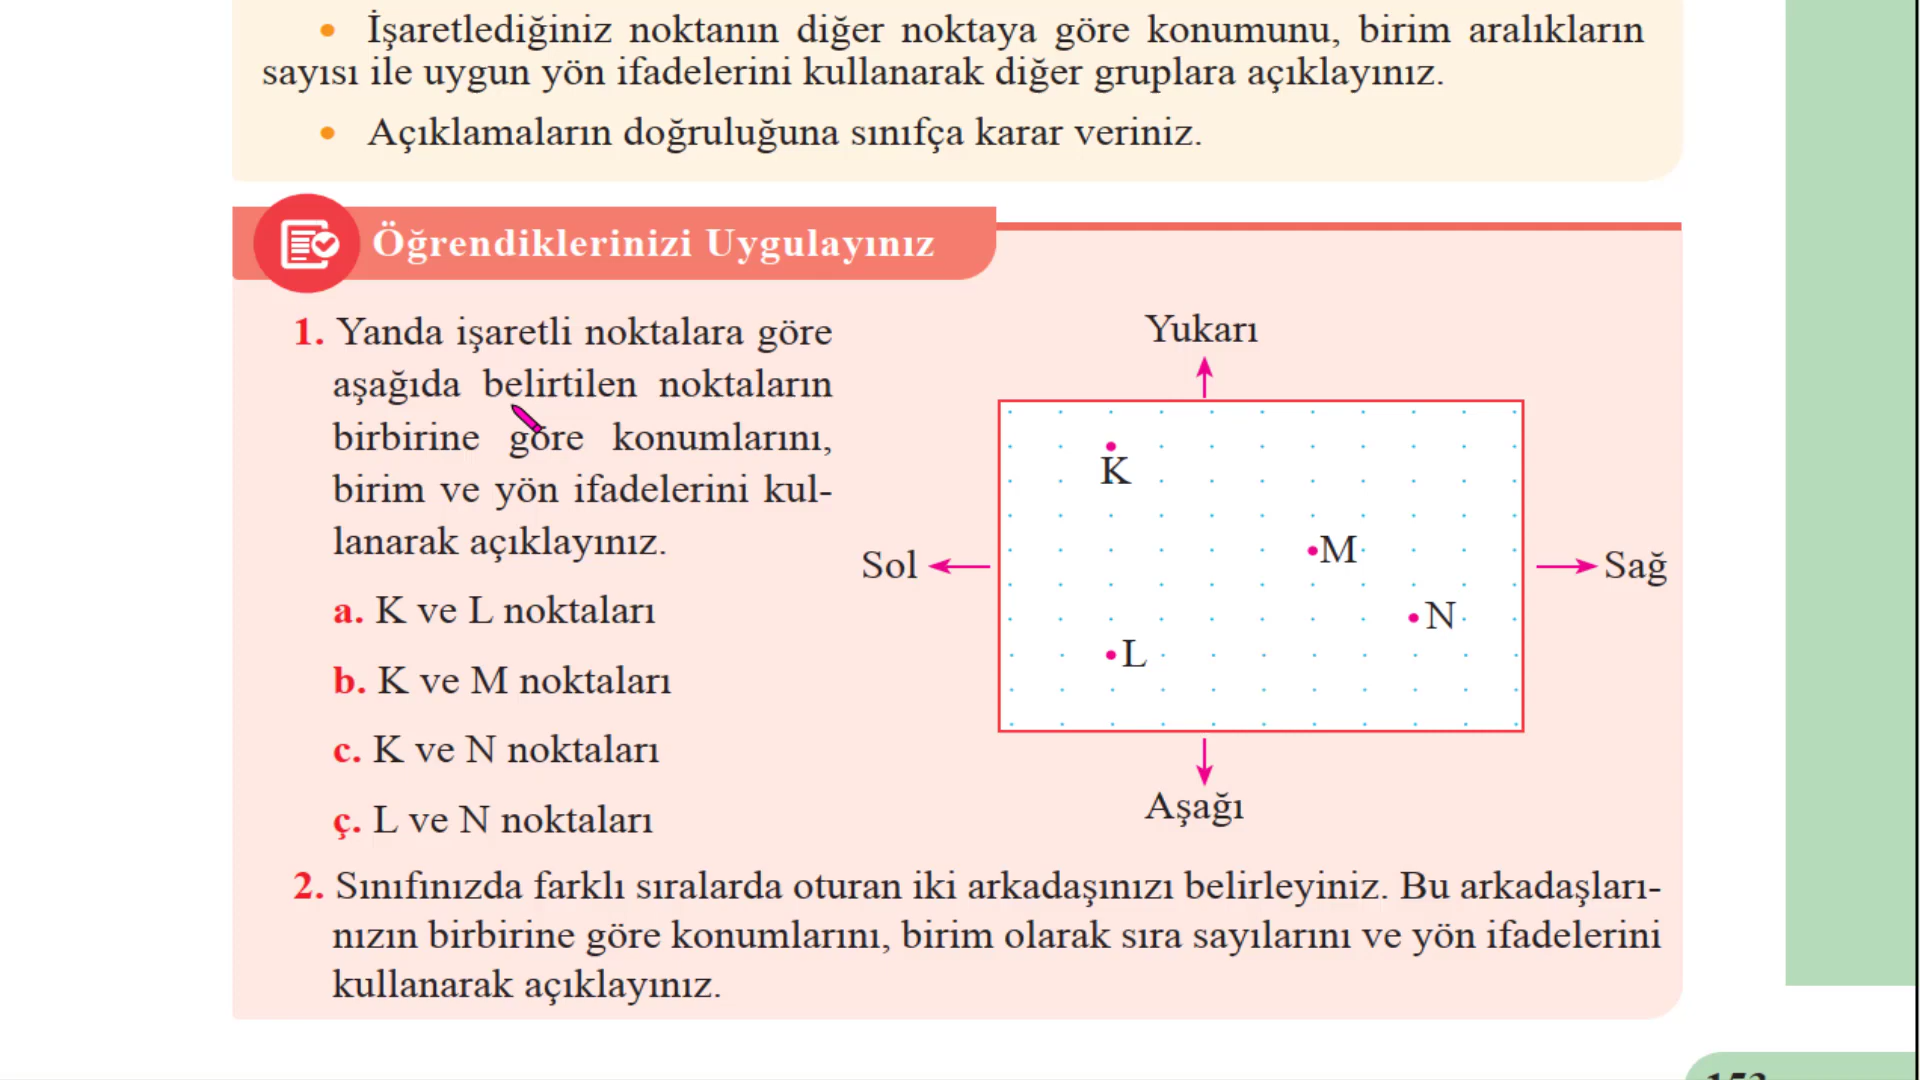 • İşaretlediğiniz noktanın diğer noktaya göre konumunu, birim aralıkların
sayısı ile uygun yön ifadelerini kullanarak diğer gruplara açıklayınız.
• Açıklamaların doğruluğuna sınıfça karar veriniz.
Öğrendiklerinizi Uygulayınız
1. Yanda işaretli noktalara göre
aşağıda belirtilen noktaların
birbirine göre konumlarını,
birim ve yön ifadelerini kul-
lanarak açıklayınız.
a. K ve L noktaları
b. K ve M noktaları
c. K ve N noktaları
ç. L ve N noktaları
Yukarı
K
M
Sol
Sağ
N
L
Aşağı
2. Sınıfınızda farklı sıralarda oturan iki arkadaşınızı belirleyiniz. Bu arkadaşları-
nızın birbirine göre konumlarını, birim olarak sıra sayılarını ve yön ifadelerini
kullanarak açıklayınız.